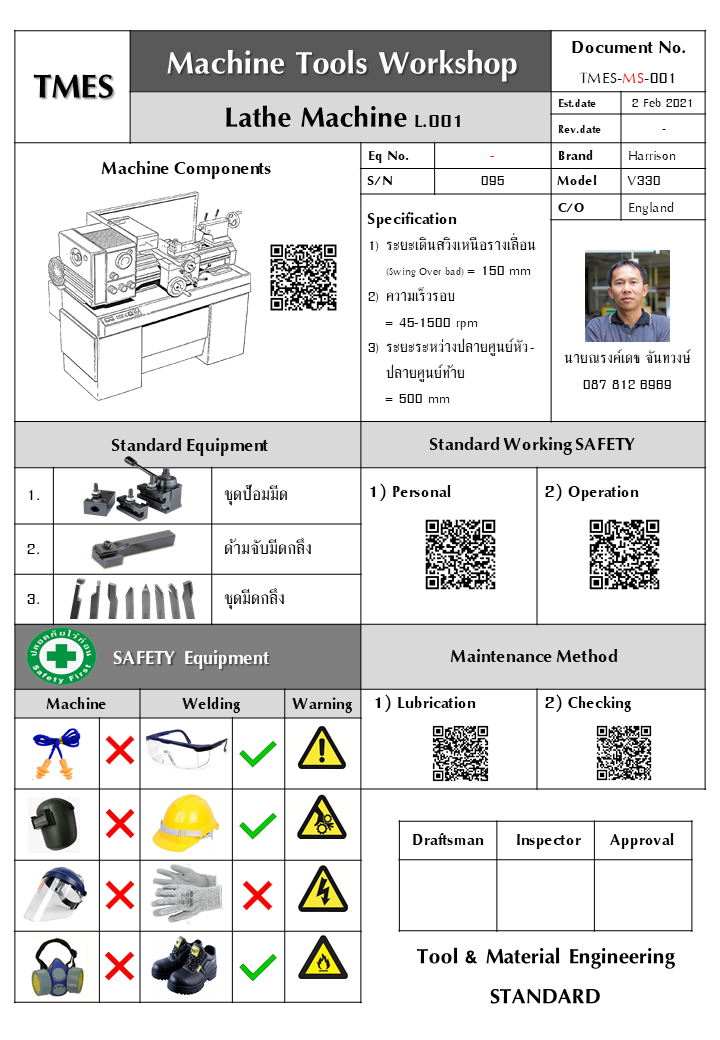 TMES
Machine Tools Workshop
Lathe Machine L.001
Document No.
TMES-MS-001
Est.date
2 Feb 2021
Rev.date
-
Machine Components
Eq No.
-
S/N
095
Brand
Harrison
Model
V330
C/O
England
Specification
1) ระยะเดินสวิงเหนือรางเลื่อน
(Swing Over bad) = 150 mm
2) ความเร็วรอบ
= 45-1500 rpm
3) ระยะระหว่างปลายศูนย์หัว-
ปลายศูนย์ท้าย
= 500 mm
นายณรงค์เดช จันทวงษ์
087 812 6969
Standard Equipment
1.
ชุดป้อมมีด
2.
ด้ามจับมีดกลึง
3.
ชุดมีดกลึง
Standard Working SAFETY
1) Personal
2) Operation
ปลอดภัยไว้ก่อน
Safety First
SAFETY Equipment
Machine
Welding
Warning
Maintenance Method
1) Lubrication
2) Checking
Draftsman
Inspector
Approval
Tool & Material Engineering
STANDARD